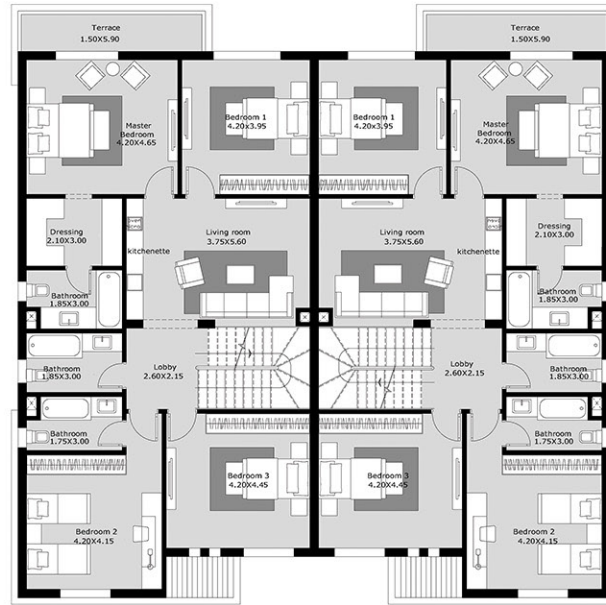 Terrace
1.50X5.90
Terrace
1.50X5.90
Master
Bedroom
4.20X4.65
Bedroom 1
4.20x3.95
Bedroom 1
4.20x3.95
Master
Bedroom
4.20X4.65
Dressing
2.10X3.00
kitchenette
Living room
3.75X5.60
Living room
3.75X5.60
kitchenette
Dressing
2.10X3.00
Bathroom
1.85X3.00
Bathroom
1.85X3.00
Bathroom
1.85X3.00
Lobby
2.60X2.15
Lobby
2.60X2.15
Bathroom
1.85X3.00
Bathroom
1.75X3.00
Bathroom
1.75X3.00
Bedroom 3
4.20X4.45
Bedroom 3
4.20X4.45
Bedroom 2
4.20X4.15
Bedroom 2
4.20X4.15